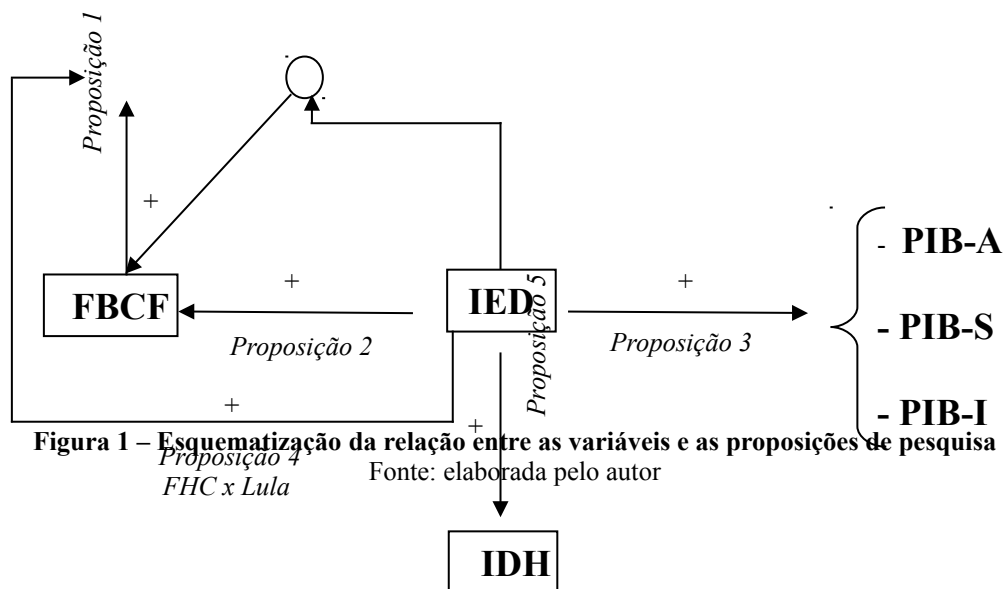 Proposição 1
+
- PIB-A
FBCF
+
IED
+
- PIB-S
Proposição 2
Proposição 5
Proposição 3
+
+
- PIB-I
Figura 1 – Esquematização da relação entre as variáveis e as proposições de pesquisa
Proposição 4
Fonte: elaborada pelo autor
FHC x Lula
IDH